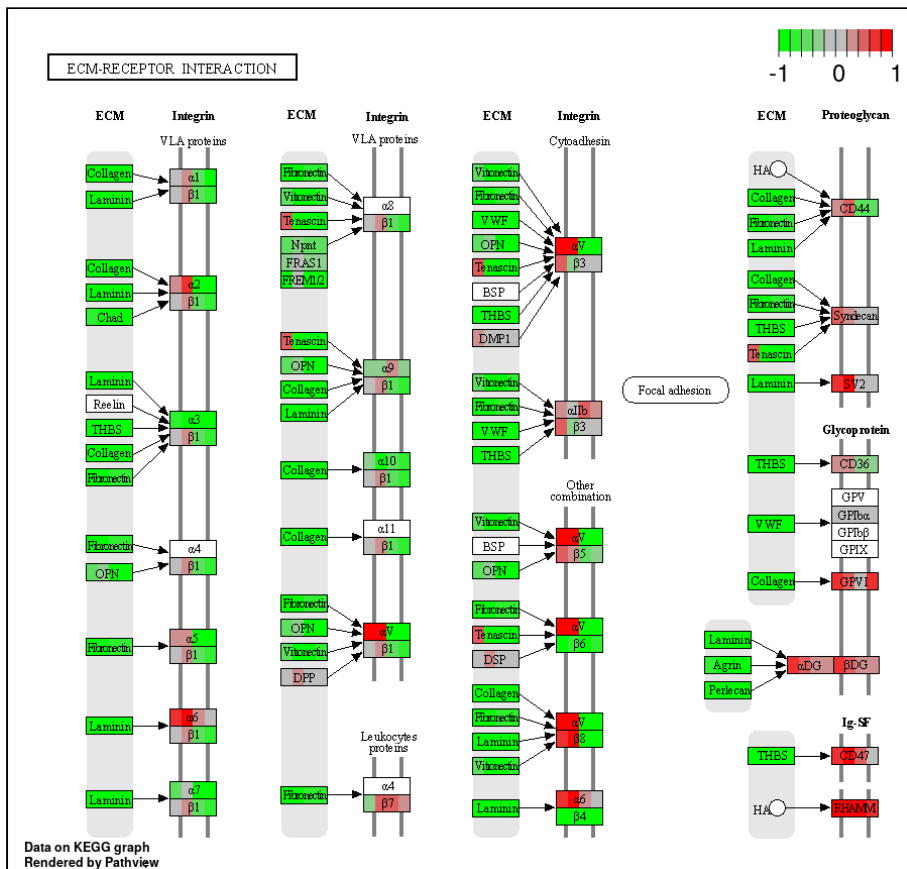 -1 0 1
ECM-RECEPTOR INTERACTION
ECM Integrin
VLA proteins
Collagen
Laminin
α1
β1
Collagen
Laminin
Chad
α2
β1
Laminin
Reelin
THBS
Collagen
Fibronectin
α3
β1
Fibronectin
OPN
α4
β1
Fibronectin
α5
β1
Laminin
α6
β1
Laminin
α7
β1
ECM Integrin
VLA proteins
Fibronectin
Vitronectin
Tenascin
Npnt
FRAS1
FREM1/2
α8
β1
Tenascin
OPN
Collagen
Laminin
α9
β1
Collagen
α10
β1
Collagen
α11
β1
Fibronectin
OPN
Vitronectin
DPP
αV
β1
Leukocytes
proteins
Fibronectin
α4
β7
ECM Integrin
Cytoadhesin
Vitronectin
Fibronectin
VWF
OPN
Tenascin
BSP
THBS
DMP1
αV
β3
Vitronectin
Fibronectin
VWF
THBS
αIIb
β3
Other
combination
Vitronectin
BSP
OPN
αV
β5
Fibronectin
Tenascin
DSP
αV
β6
Collagen
Fibronectin
Laminin
Vitronectin
αV
β8
Laminin
α6
β4
Focal adhesion
ECM Proteoglycan
HA
Collagen
Fibronectin
Laminin
CD44
Collagen
Fibronectin
THBS
Tenascin
Syndecan
Laminin
SV2
Glycoprotein
THBS
CD36
VWF
GPV
GPIbα
GPIbβ
GPIX
Collagen
GPVI
Laminin
Agrin
Perlecan
αDG
βDG
Ig-SF
THBS
CD47
HA
RHAMM
Data on KEGG graph
Rendered by Pathview